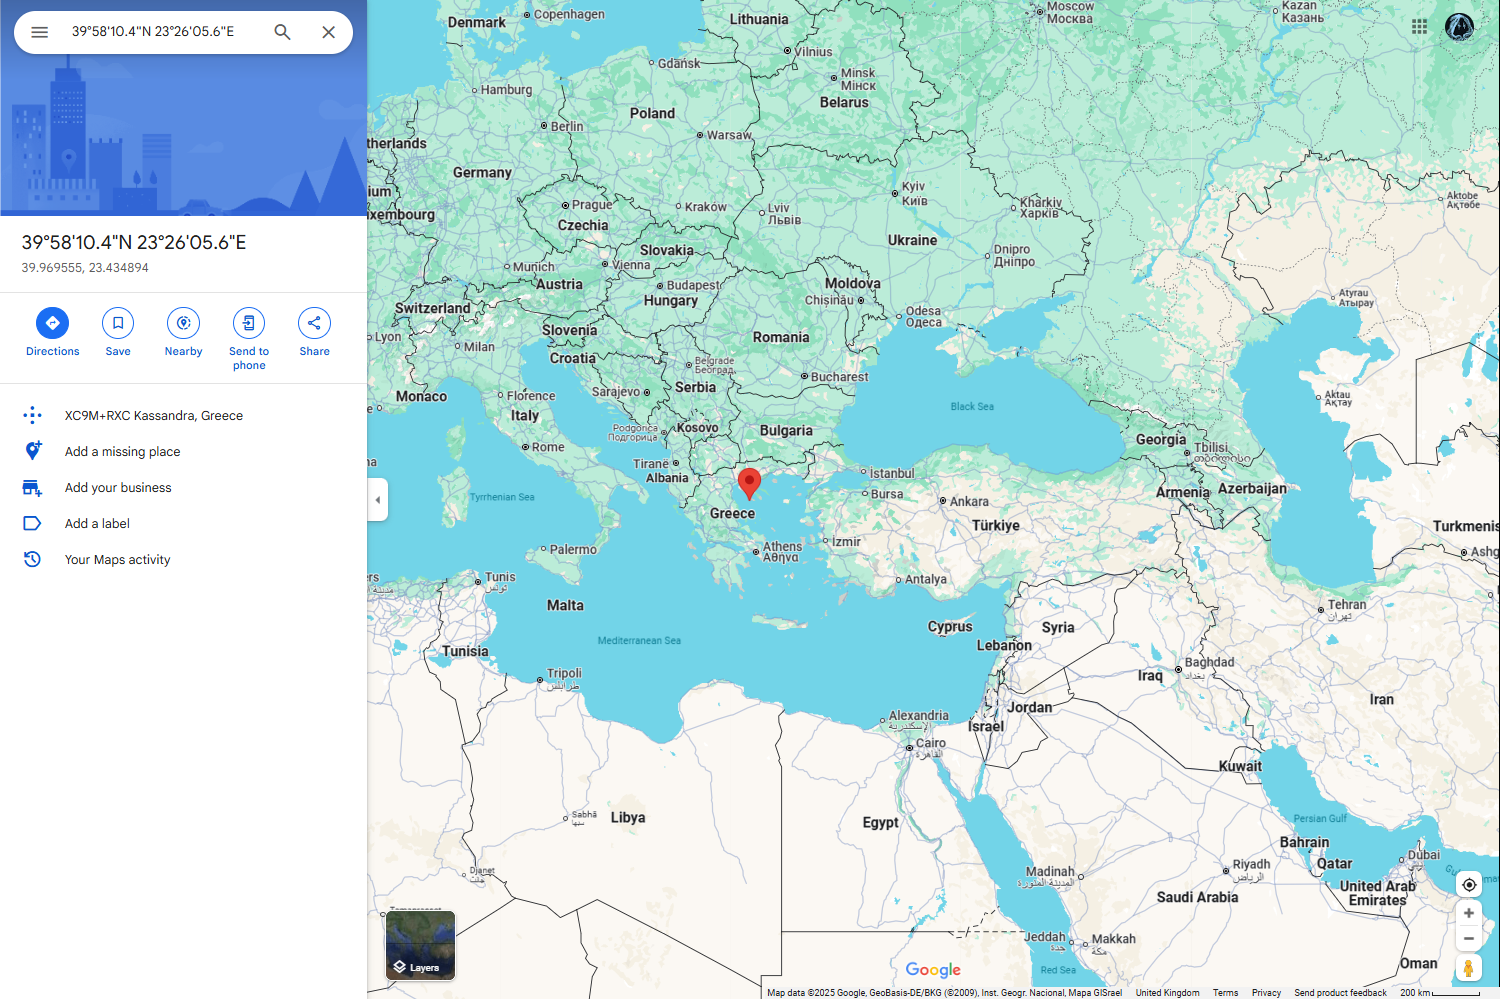 39°58'10.4"N 23°26'05.6"E
39°58'10.4"N 23°26'05.6"E
39.969555, 23.434894
Directions
Save
Nearby
Send to phone
Share
XC9M+RXC Kassandra, Greece
Add a missing place
Add your business
Add a label
Your Maps activity
Denmark
Copenhagen
Lithuania
Moscow
Москва
Kazan
Казань
Vilnius
Gdańsk
Minsk
Мінск
Hamburg
Belarus
Poland
Berlin
Warsaw
therlands
Germany
Kyiv
Київ
Aktobe
Ақтөбе
ium
Prague
Kraków
Lviv
Львів
Kharkiv
Харків
uxembourg
Czechia
Ukraine
Slovakia
Dnipro
Дніпро
Munich
Vienna
Austria
Budapest
Moldova
Chișinău
Hungary
Atyrau
Атырау
Switzerland
Odesa
Одеса
Lyon
Slovenia
Romania
Milan
Croatia
Belgrade
Београд
Bucharest
Serbia
Sarajevo
Monaco
Florence
Aktau
Ақтау
Italy
Black Sea
Podgorica
Подгорица
Kosovo
Bulgaria
Georgia
Tbilisi
თბილისი
Rome
na
Tiranë
Albania
İstanbul
Armenia
Azerbaijan
Tyrrhenian Sea
Bursa
Ankara
Greece
Türkiye
Turkmenis
Athens
Αθήνα
İzmir
Palermo
Ashg
ers
Tunis
تونس
Antalya
Malta
Tehran
تهران
Cyprus
Syria
Mediterranean Sea
Lebanon
Tunisia
Baghdad
بغداد
Tripoli
طرابلس
Iraq
Iran
Jordan
Alexandria
الإسكندرية
Israel
Cairo
القاهرة
Kuwait
Sabhā
سبها
Libya
Egypt
Persian Gulf
Bahrain
Qatar
Dubai
Djanet
جانت
Madinah
المدينة المنورة
Riyadh
الرياض
United Arab
Emirates
Saudi Arabia
Jeddah
جدة
Makkah
مكة
Oman
Red Sea
Layers
Google
Map data ©2025 Google, GeoBasis-DE/BKG (©2009), Inst. Geogr. Nacional, Mapa GISrael United Kingdom Terms Privacy Send product feedback 200 km